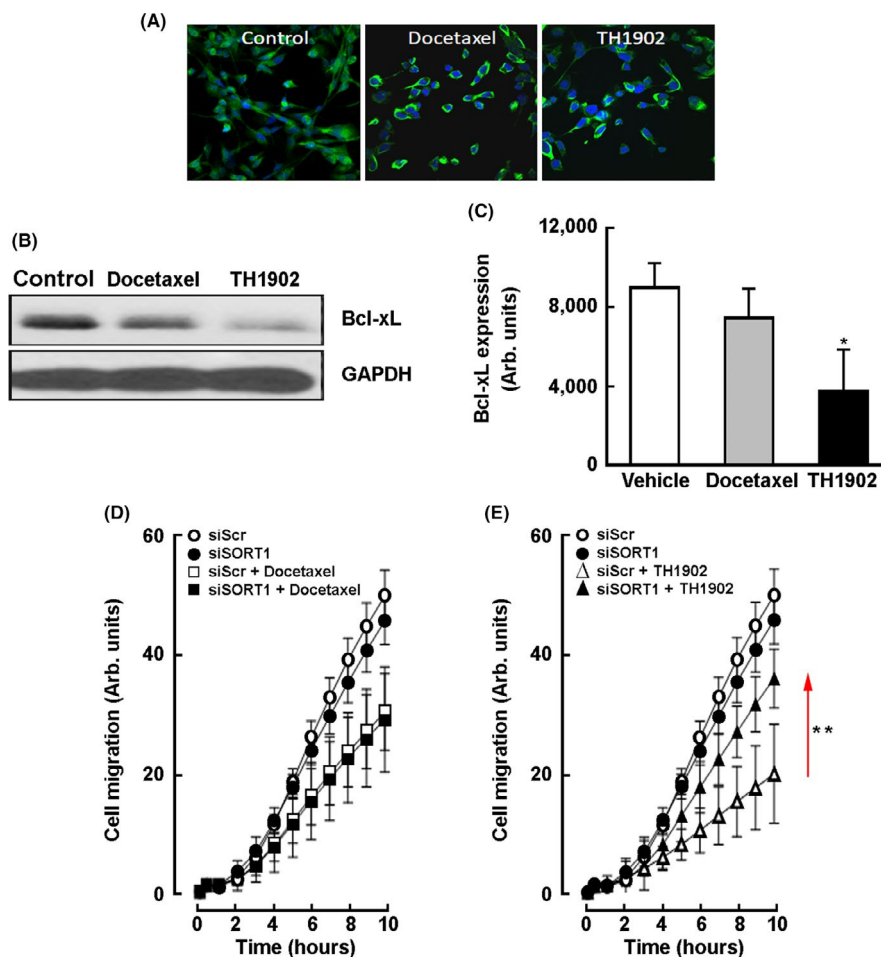 (A)
Control Docetaxel TH1902
(B)
Control Docetaxel TH1902
Bcl-xL
GAPDH
(C)
Bcl-xL expression
(Arb. units)
12,000
8,000
4,000
0
*
Vehicle Docetaxel TH1902
(D)
siScr
siSORT1
siScr + Docetaxel
siSORT1 + Docetaxel
Cell migration (Arb. units)
60
40
20
0
0 2 4 6 8 10
Time (hours)
(E)
siScr
siSORT1
siScr + TH1902
siSORT1 + TH1902
Cell migration (Arb. units)
60
40
20
0
**
0 2 4 6 8 10
Time (hours)